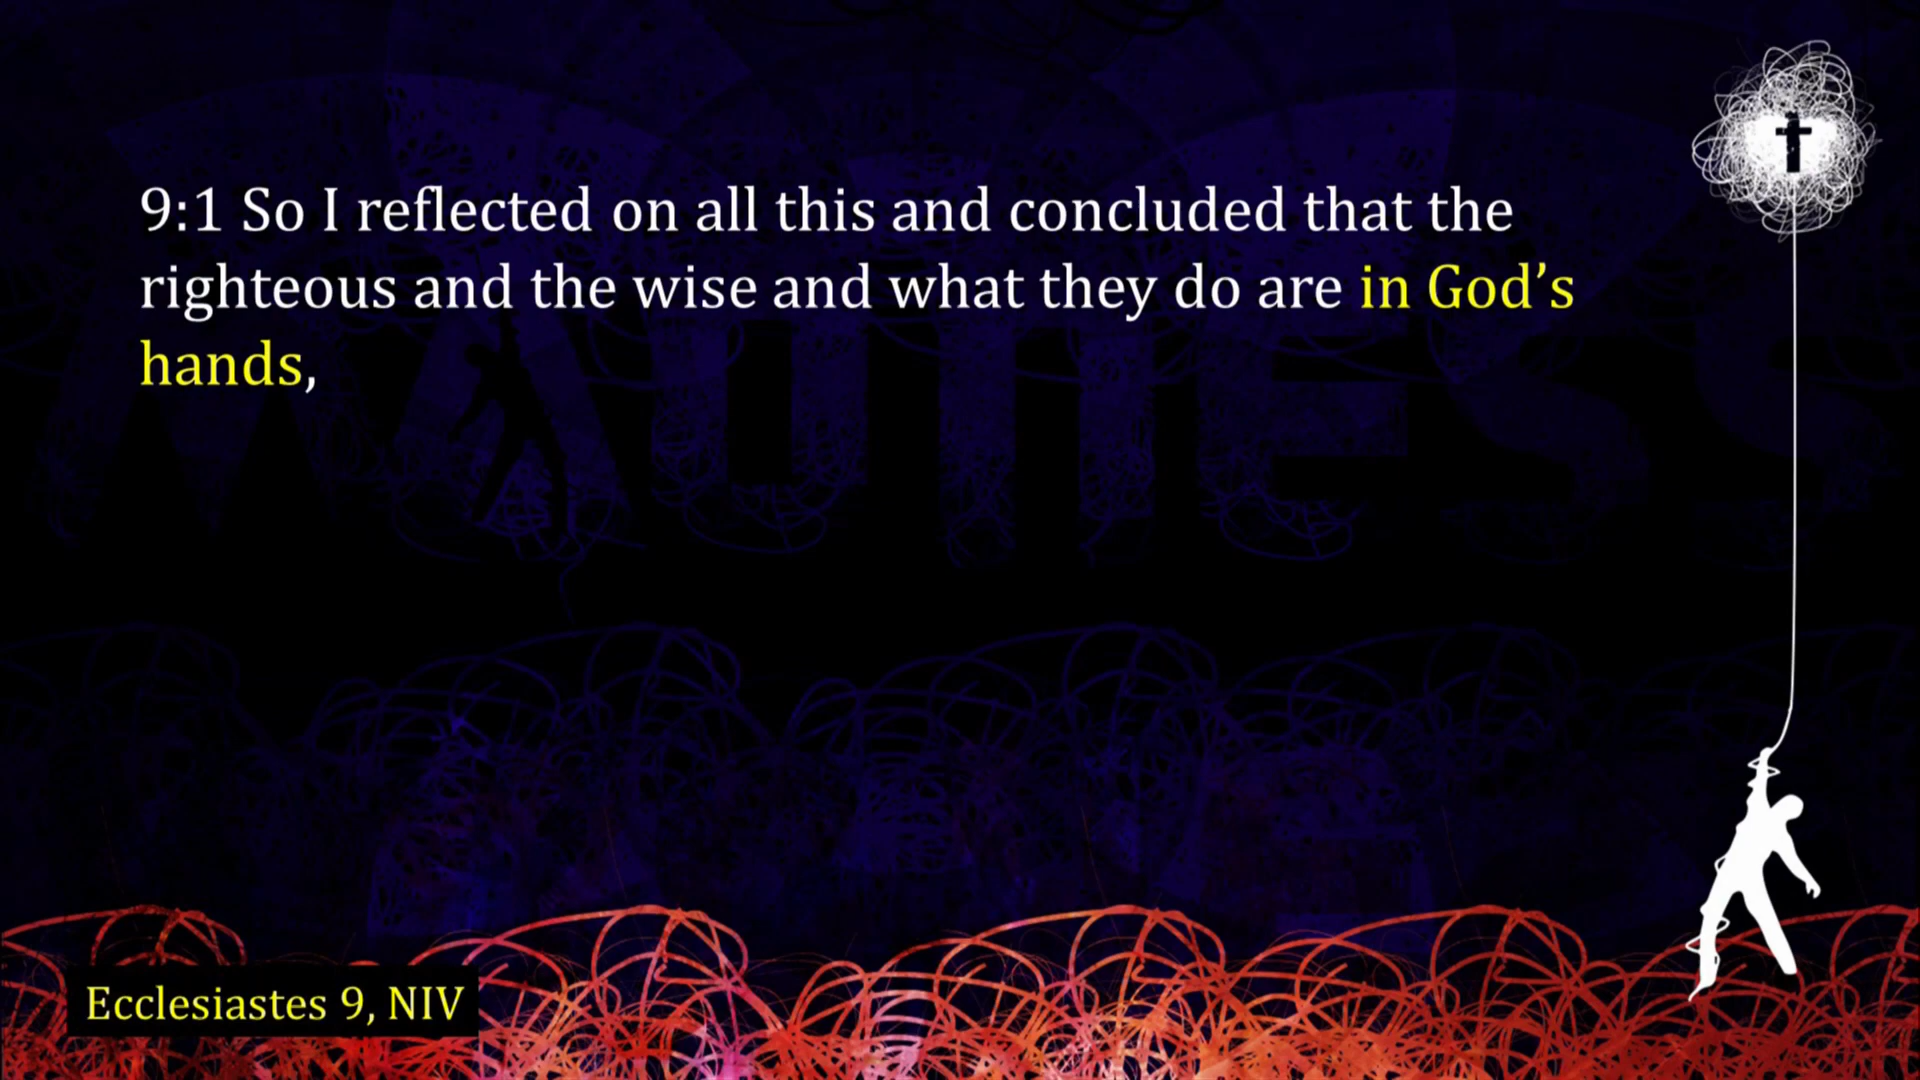 9:1 So I reflected on all this and concluded that the
righteous and the wise and what they do are in God’s
hands,
Ecclesiastes 9, NIV